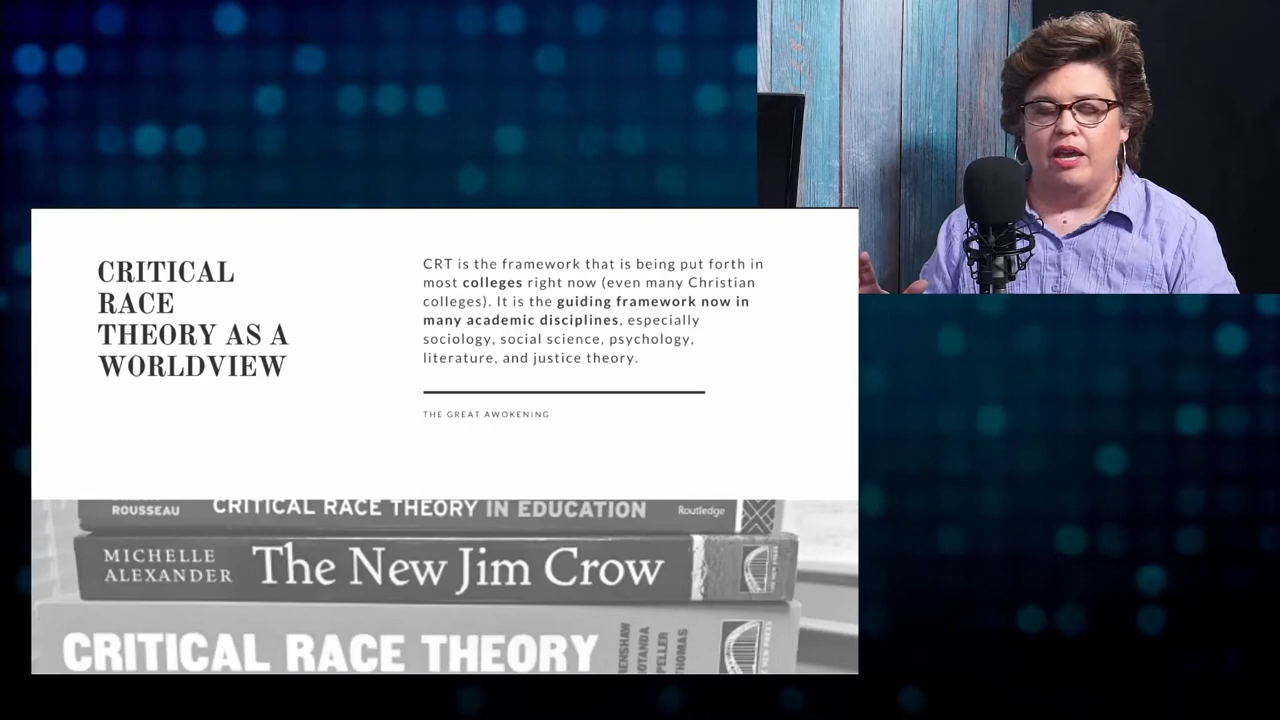 CRITICAL
RACE
THEORY AS A
WORLDVIEW
CRT is the framework that is being put forth in
most colleges right now (even many Christian
colleges). It is the guiding framework now in
many academic disciplines, especially
sociology, social science, psychology,
literature, and justice theory.
THE GREAT AWOKENING
ROUSSEAU
CRITICAL RACE THEORY IN EDUCATION
Routledge
MICHELLE
ALEXANDER
The New Jim Crow
CRITICAL RACE THEORY